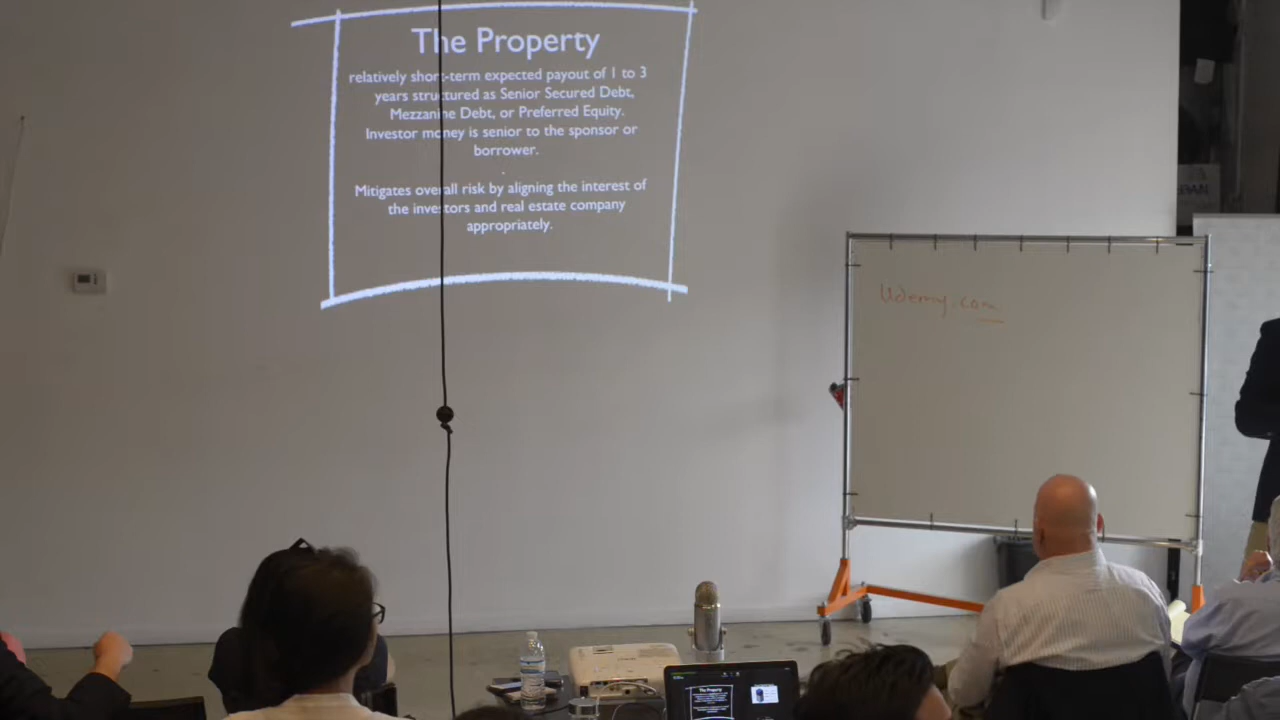 The Property
relatively short-term expected payout of 1 to 3
years structured as Senior Secured Debt,
Mezzanine Debt, or Preferred Equity.
Investor money is senior to the sponsor or
borrower.
.
Mitigates overall risk by aligning the interest of
the investors and real estate company
appropriately.
Udemy.com
The Property